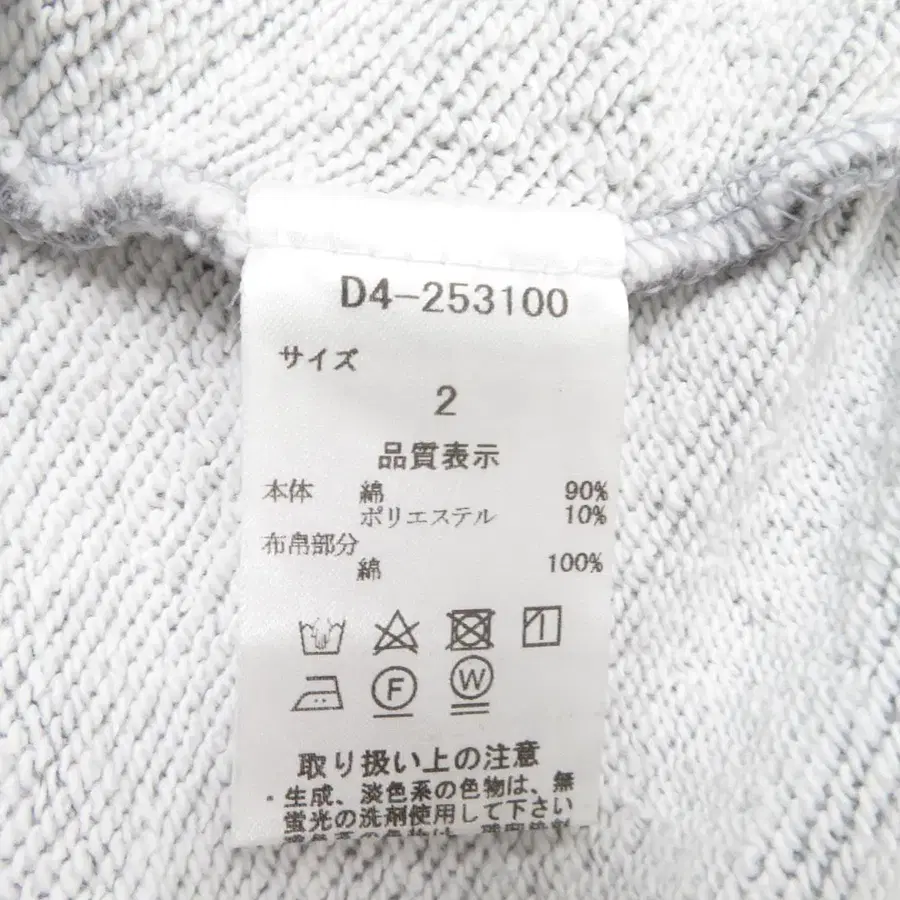 D4-253100
サイズ
2
品質表示
本体 綿 90%
ポリエステル 10%
布帛部分
綿 100%
F W
取り扱い上の注意
・生成、淡色系の色物は、無
蛍光の洗剤使用して下さい